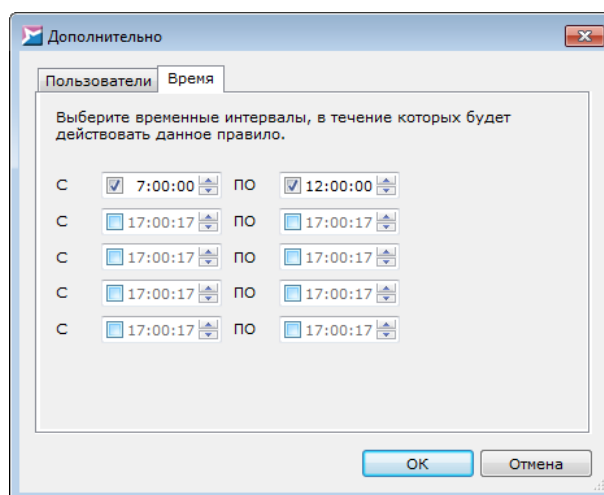 Дополнительно
Пользователи Время
Выберите временные интервалы, в течение которых будет
действовать данное правило.
С 7:00:00 ПО 12:00:00
С 17:00:17 ПО 17:00:17
С 17:00:17 ПО 17:00:17
С 17:00:17 ПО 17:00:17
С 17:00:17 ПО 17:00:17
ОК Отмена